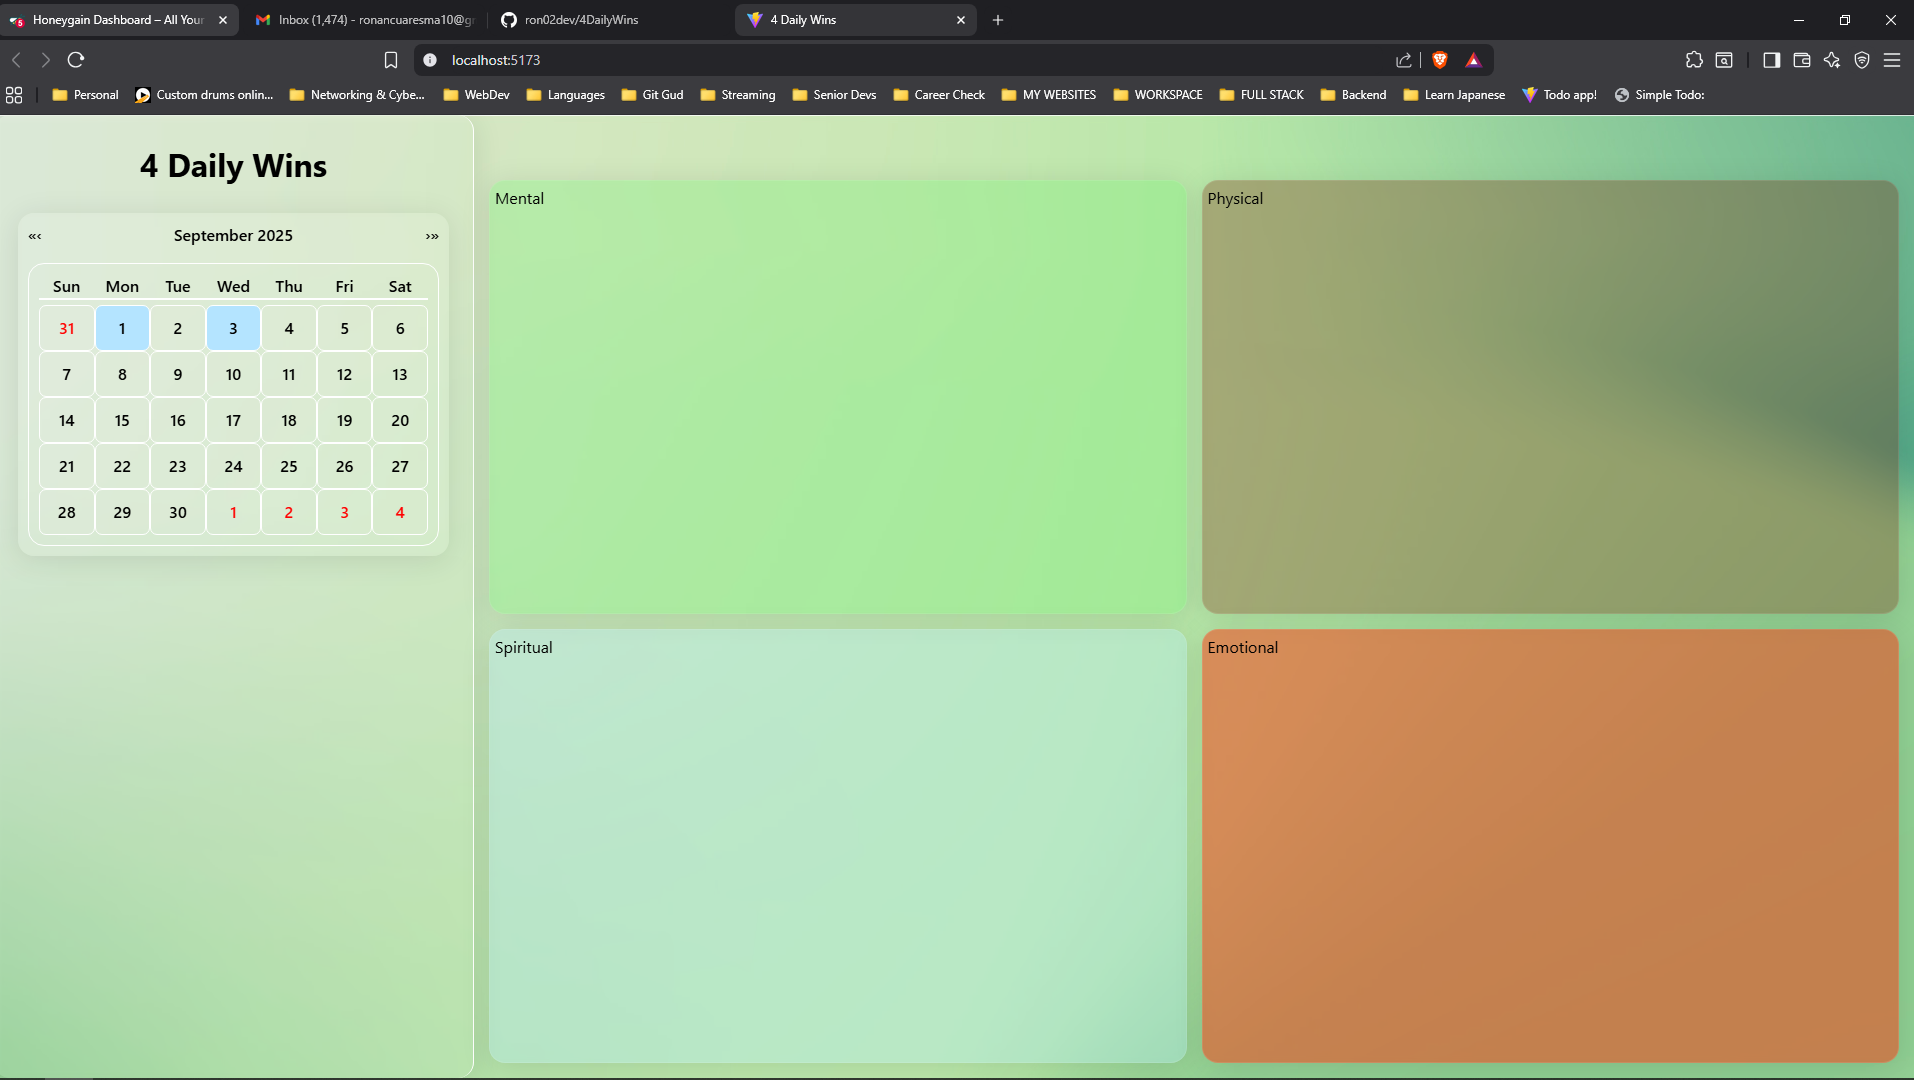 5
Honeygain Dashboard – All Your
Inbox (1,474) - ronancuaresma10@gr
ron02dev/4DailyWins
4 Daily Wins
localhost:5173
Personal
Custom drums onlin...
Networking & Cybe...
WebDev
Languages
Git Gud
Streaming
Senior Devs
Career Check
MY WEBSITES
WORKSPACE
FULL STACK
Backend
Learn Japanese
Todo app!
Simple Todo:
4 Daily Wins
«‹ September 2025 ›»
Sun Mon Tue Wed Thu Fri Sat
31 1 2 3 4 5 6
7 8 9 10 11 12 13
14 15 16 17 18 19 20
21 22 23 24 25 26 27
28 29 30 1 2 3 4
Mental
Physical
Spiritual
Emotional